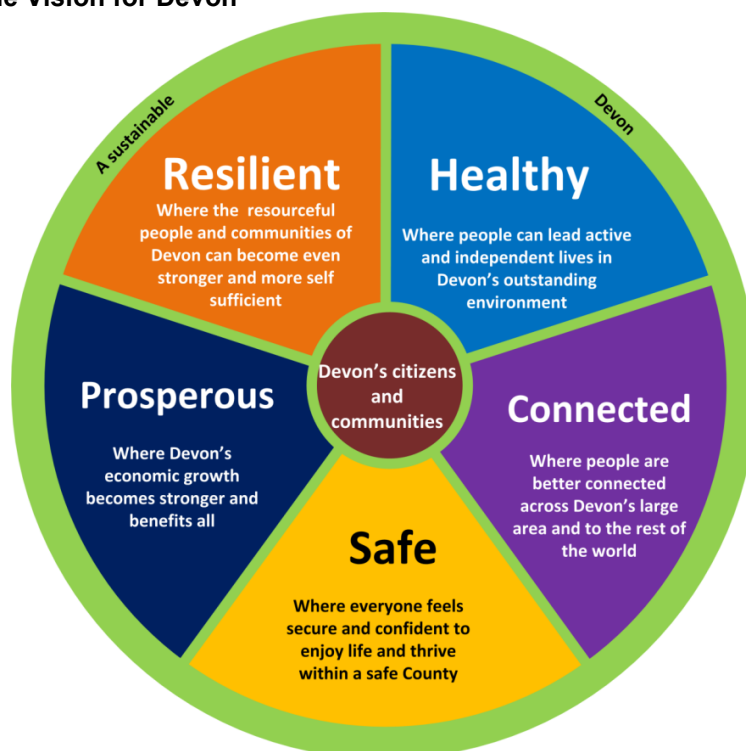 Vision for Devon
A sustainable
Devon
Resilient
Where the resourceful
people and communities of
Devon can become even
stronger and more self
sufficient
Healthy
Where people can lead active
and independent lives in
Devon's outstanding
environment
Prosperous
Where Devon's
economic growth
becomes stronger and
benefits all
Devon's citizens
and
communities
Connected
Where people are
better connected
across Devon's large
area and to the rest of
the world
Safe
Where everyone feels
secure and confident to
enjoy life and thrive
within a safe County